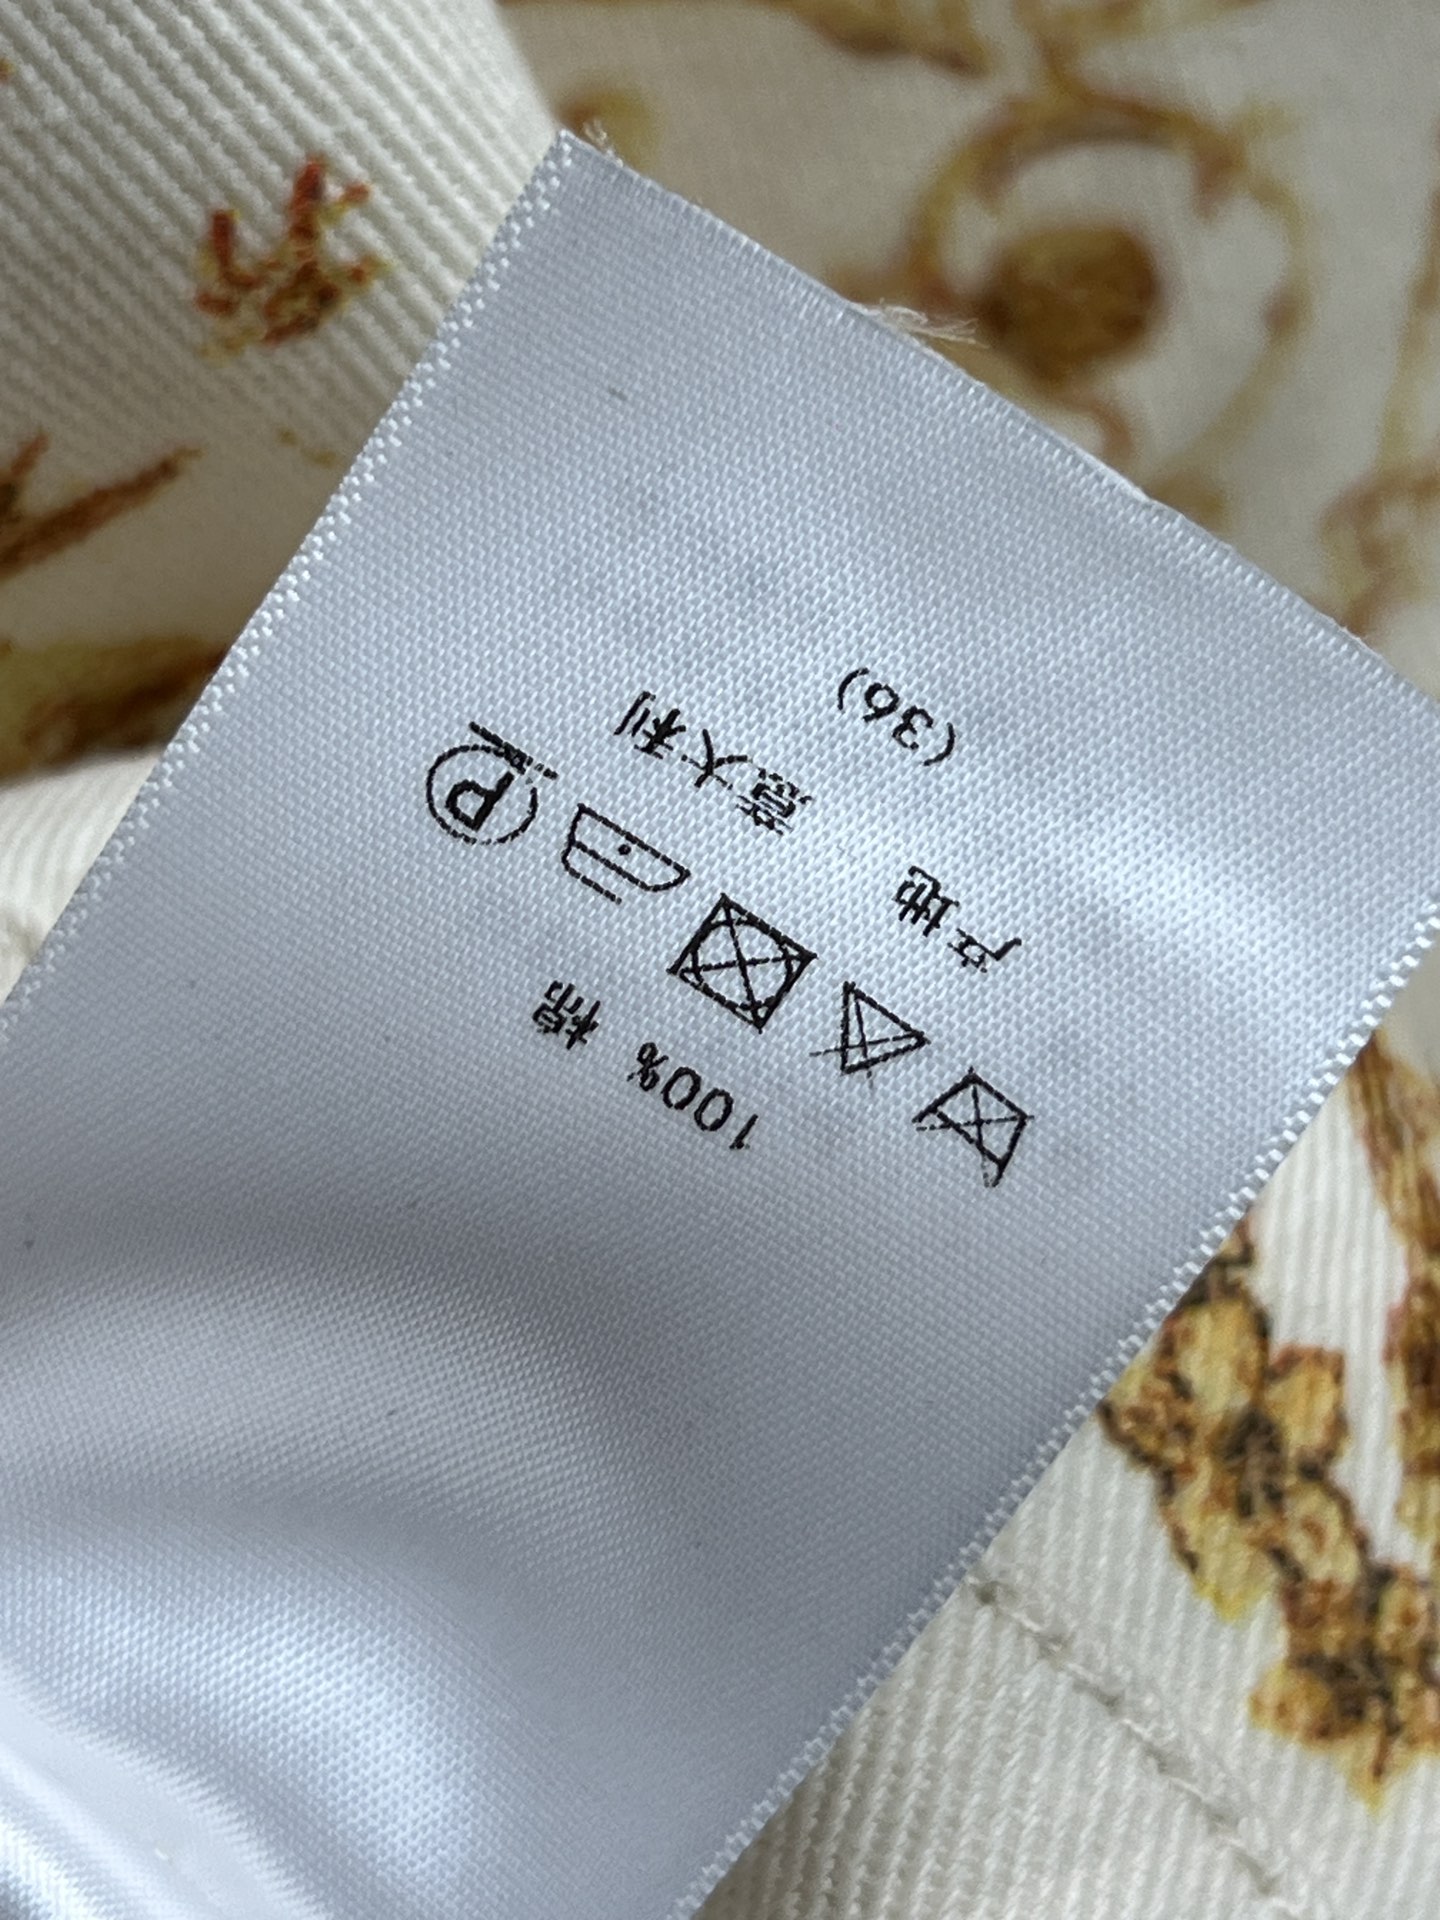 100% 棉
产地 意大利
(36)